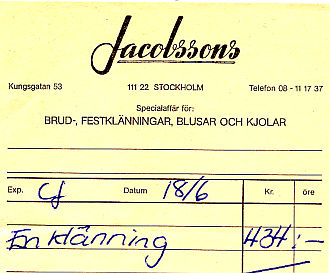 Jacobssons
Kungsgatan 53 111 22 STOCKHOLM Telefon 08 - 11 17 37
Specialaffär för:
BRUD-, FESTKLÄNNINGAR, BLUSAR OCH KJOLAR
Exp. Cf Datum 18/6 Kr. öre
En klänning 434:-